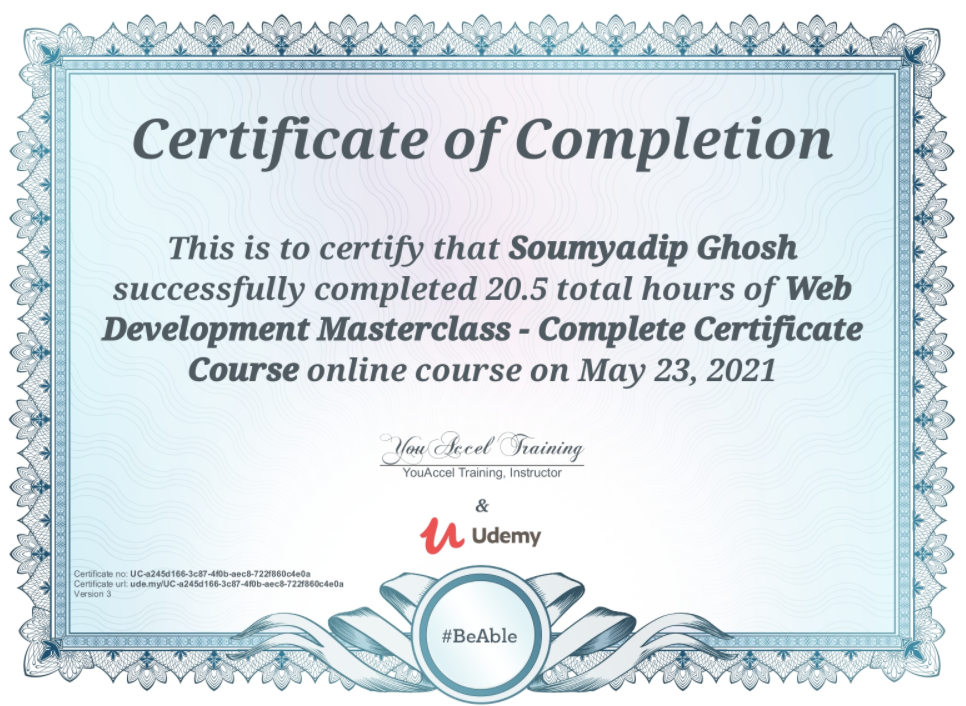 Certificate of Completion
This is to certify that Soumyadip Ghosh
successfully completed 20.5 total hours of Web
Development Masterclass - Complete Certificate
Course online course on May 23, 2021
You Accel Training
YouAccel Training, Instructor
&
Udemy
Certificate no: UC-a245d166-3c87-4f0b-aec8-722f860c4e0a
Certificate url: ude.my/UC-a245d166-3c87-4f0b-aec8-722f860c4e0a
Version 3
#BeAble